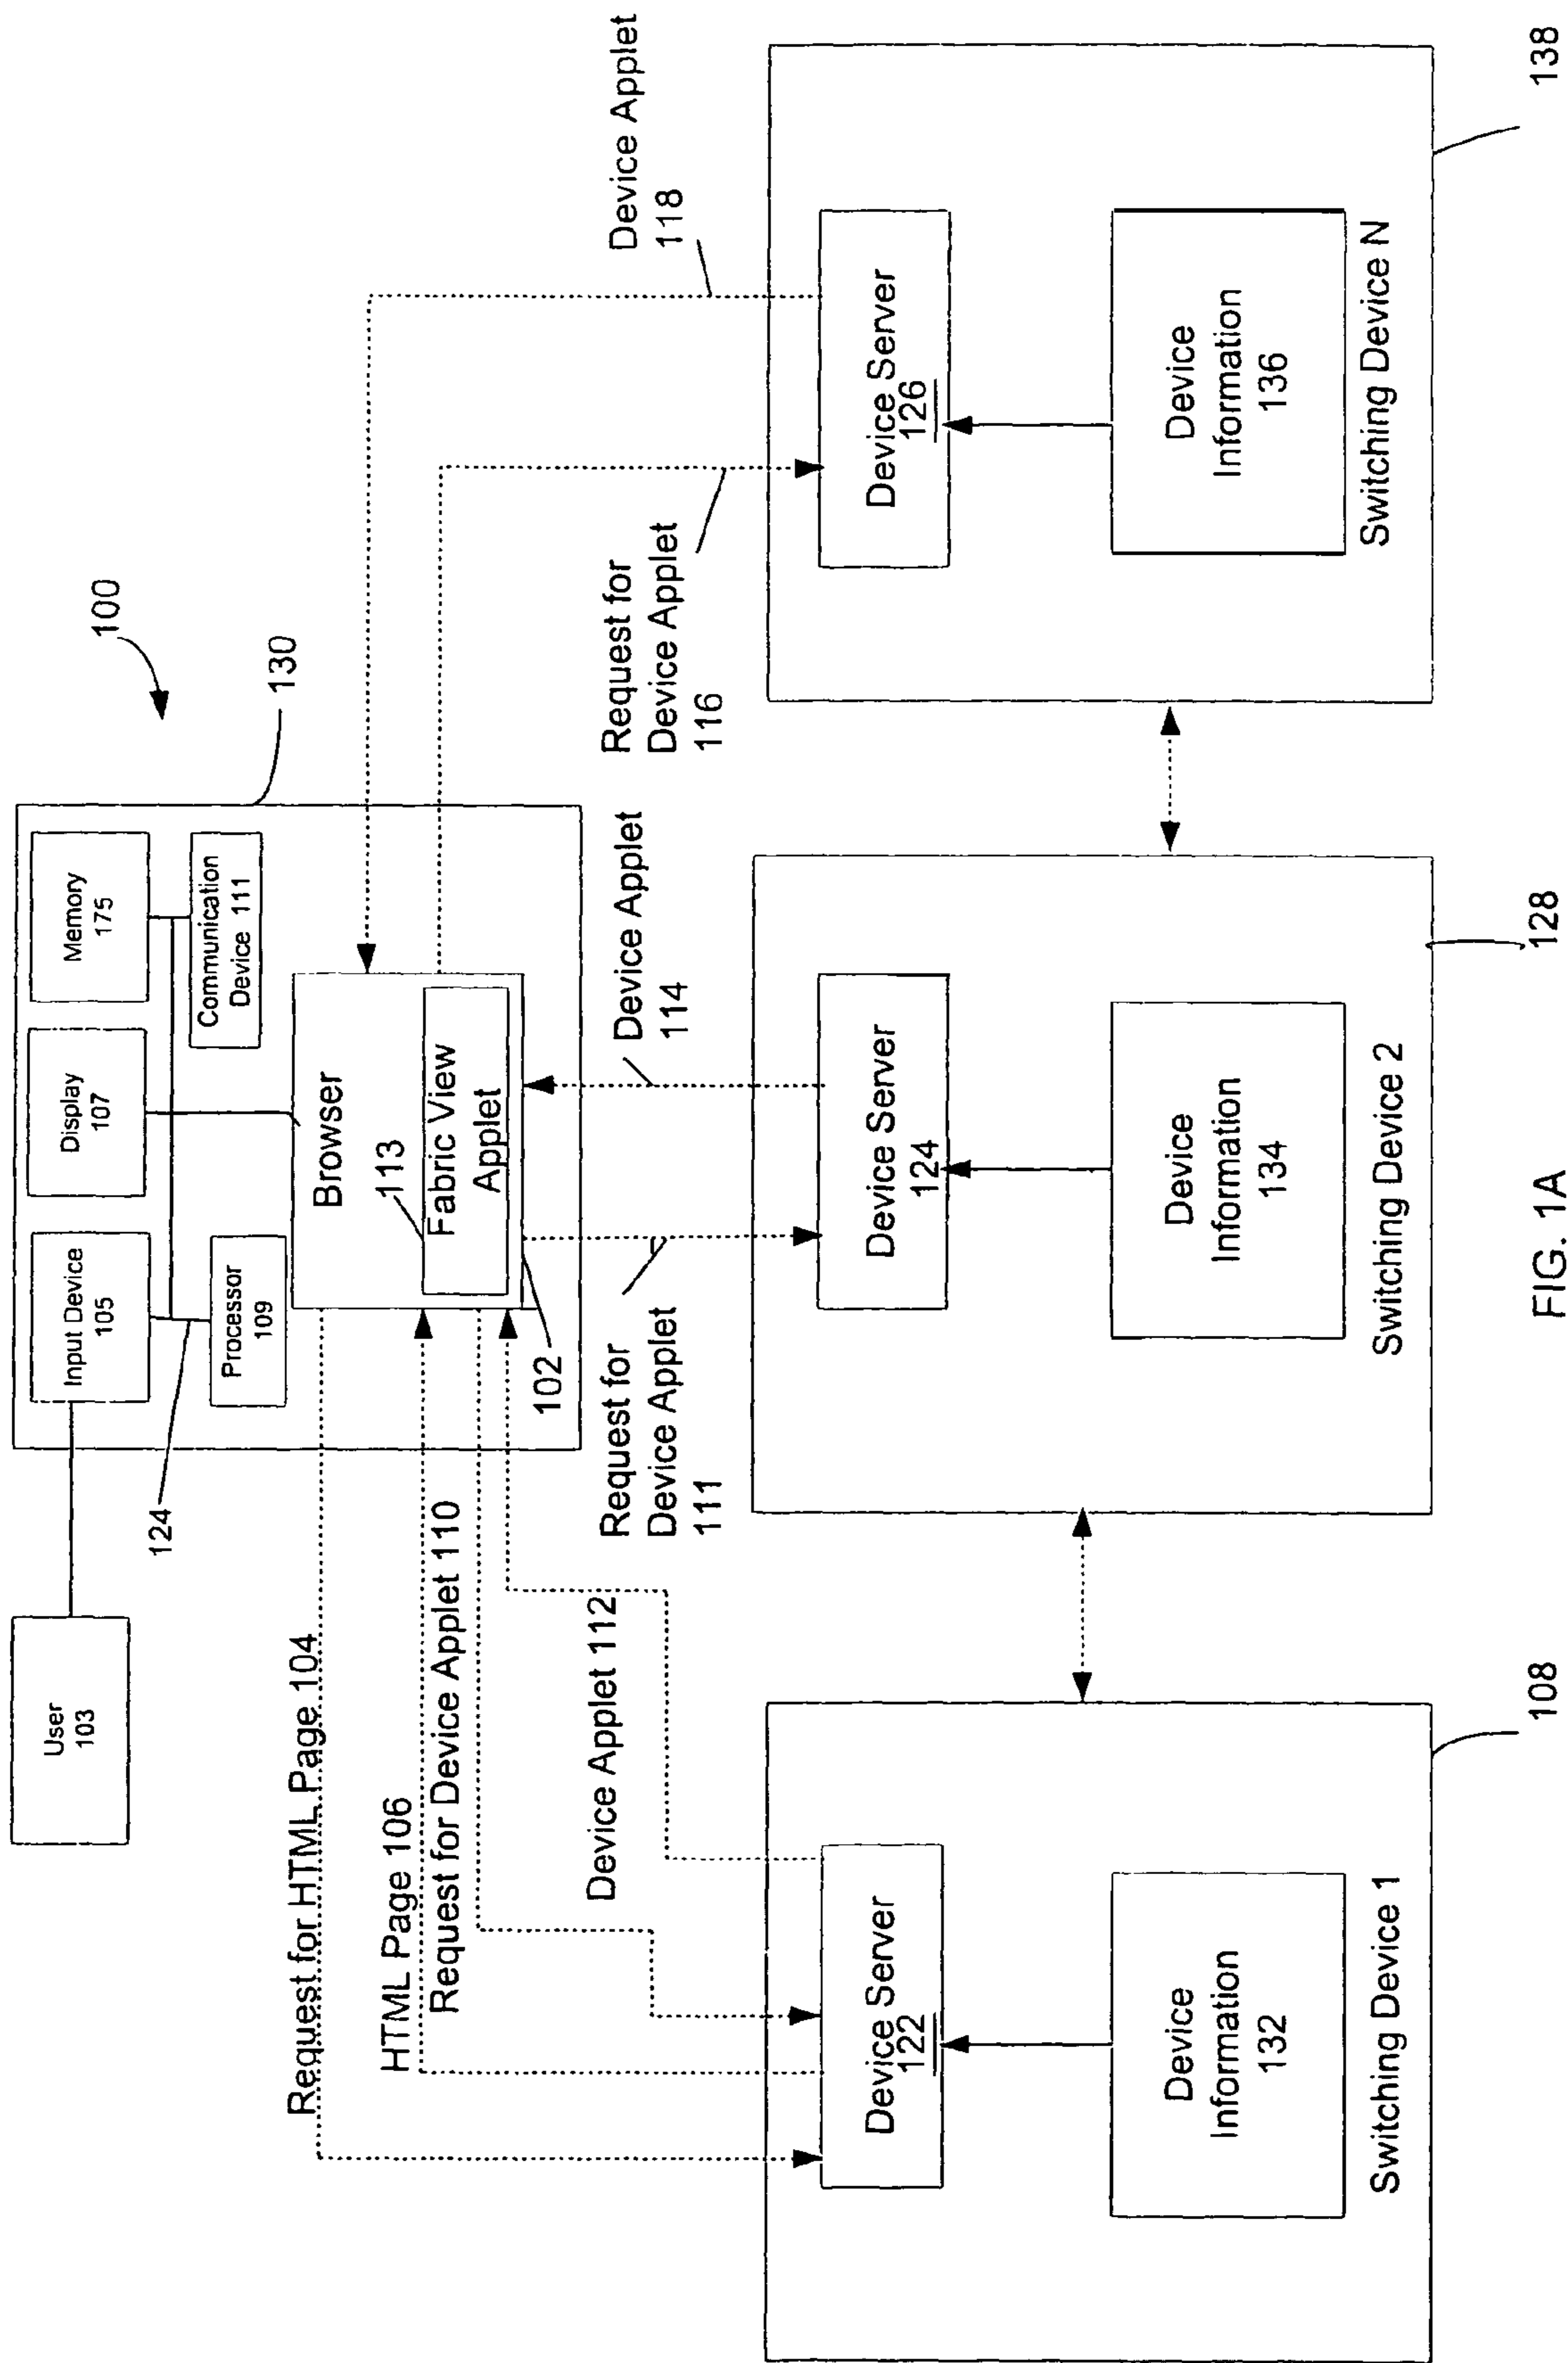 100
130
User
103
Input Device
105
Display
107
Memory
175
124
Processor
109
Communication
Device 111
Browser
113
Fabric View
Applet
102
Request for HTML Page 104
HTML Page 106
Request for Device Applet 110
Device Applet 112
Request for
Device Applet
111
Device Applet
114
Request for
Device Applet
116
Device Applet
118
Device Server
122
Device
Information
132
Switching Device 1
108
Device Server
124
Device
Information
134
Switching Device 2
128
Device Server
126
Device
Information
136
Switching Device N
138
FIG. 1A